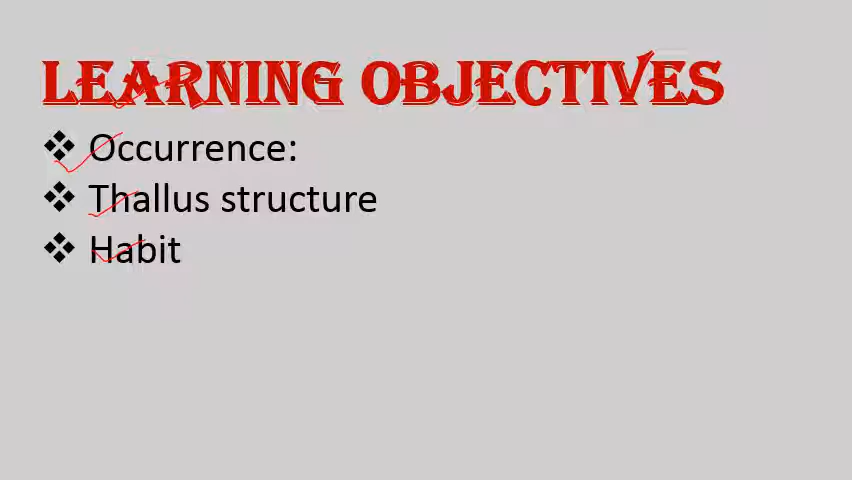 LEARNING OBJECTIVES
❖ Occurrence:
❖ Thallus structure
❖ Habit